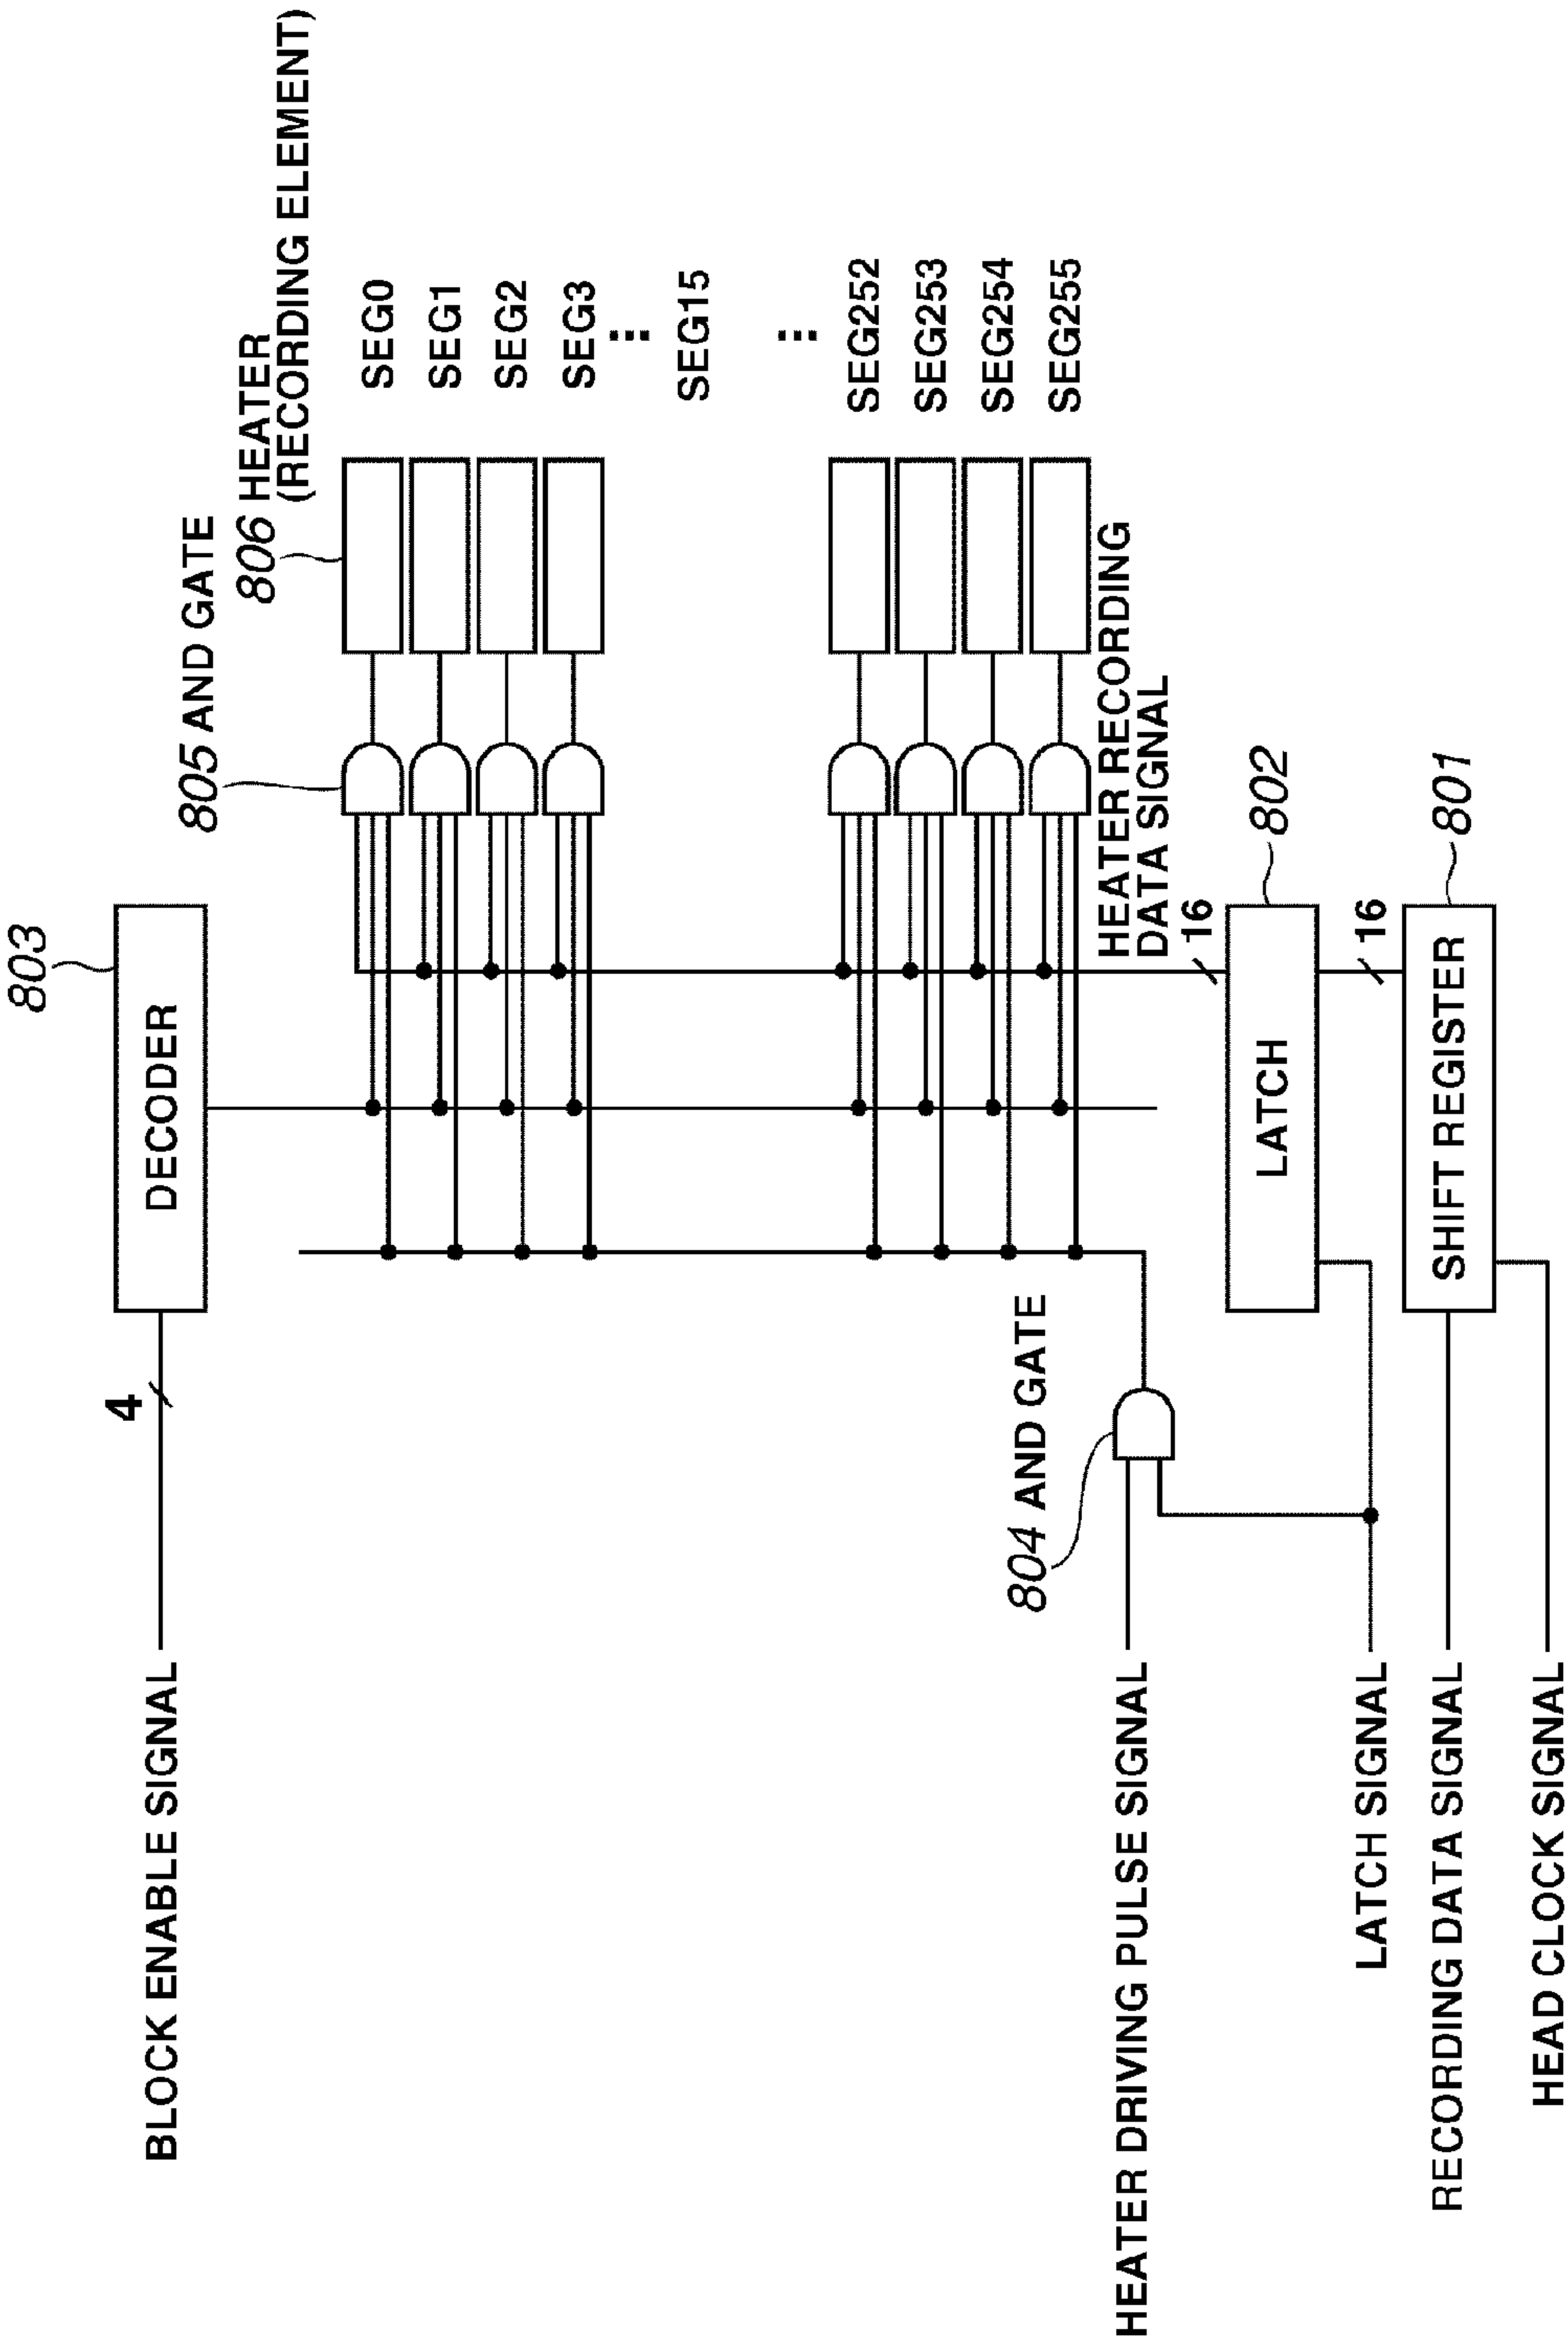 803
DECODER
4
BLOCK ENABLE SIGNAL
805 AND GATE
806 HEATER
(RECORDING ELEMENT)
SEG0
SEG1
SEG2
SEG3
...
SEG15
...
SEG252
SEG253
SEG254
SEG255
HEATER RECORDING
DATA SIGNAL
804 AND GATE
HEATER DRIVING PULSE SIGNAL
16
802
LATCH
16
801
SHIFT REGISTER
LATCH SIGNAL
RECORDING DATA SIGNAL
HEAD CLOCK SIGNAL